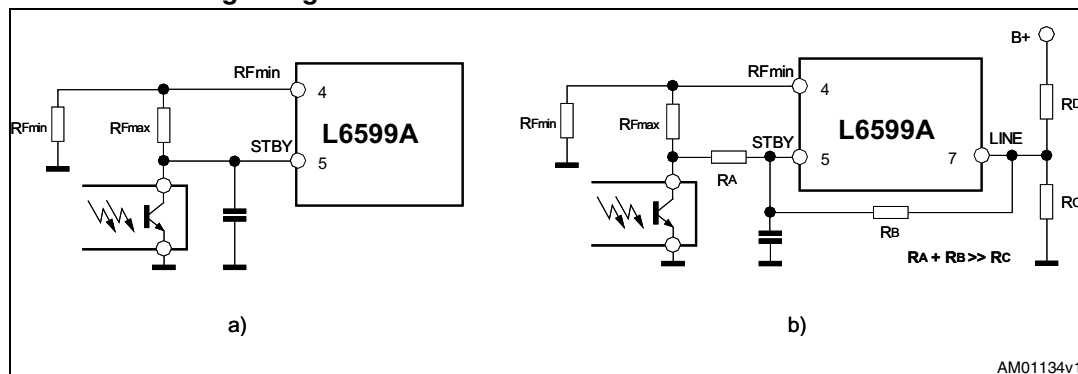 RFmin
4
RFmin
RFmax
L6599A
STBY
5
a)
B+
RFmin
4
RD
RFmin
RFmax
L6599A
STBY
LINE
5
7
RA
RC
RB
RA + RB >> RC
b)
AM01134v1